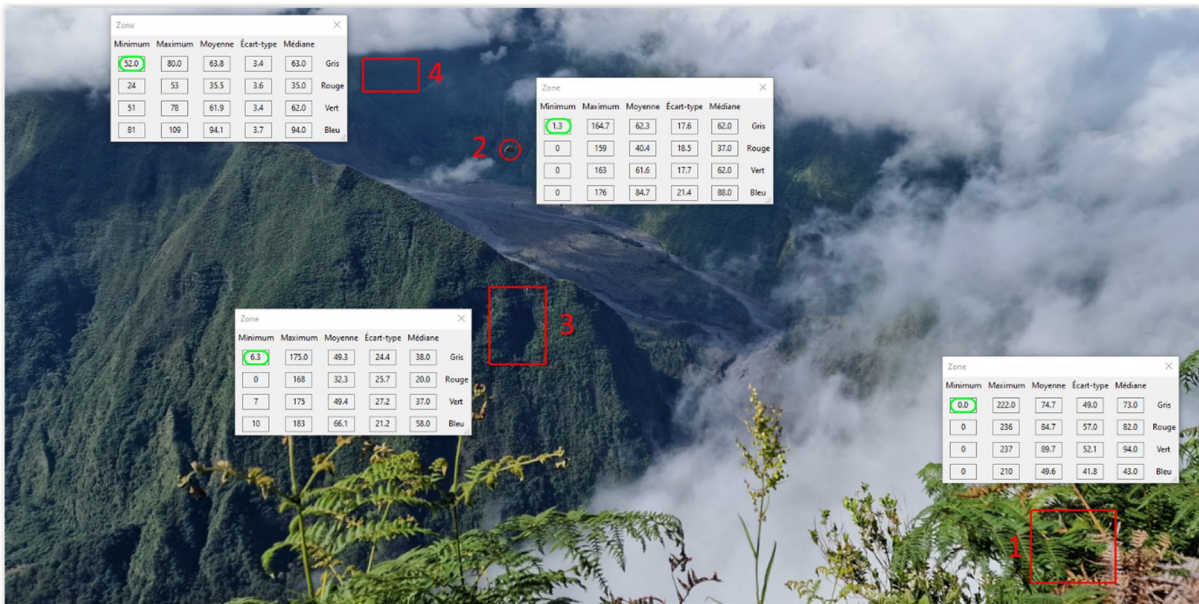 Zone
Minimum Maximum Moyenne Écart-type Médiane
52.0 80.0 63.8 3.4 63.0 Gris
24 53 35.5 3.6 35.0 Rouge
51 78 61.9 3.4 62.0 Vert
81 109 94.1 3.7 94.0 Bleu
4
Zone
Minimum Maximum Moyenne Écart-type Médiane
1.3 164.7 62.3 17.6 62.0 Gris
0 159 40.4 18.5 37.0 Rouge
0 163 61.6 17.7 62.0 Vert
0 176 84.7 21.4 88.0 Bleu
2
Zone
Minimum Maximum Moyenne Écart-type Médiane
6.3 175.0 49.3 24.4 38.0 Gris
0 168 32.3 25.7 20.0 Rouge
7 175 49.4 27.2 37.0 Vert
10 183 66.1 21.2 58.0 Bleu
3
Zone
Minimum Maximum Moyenne Écart-type Médiane
0.0 222.0 74.7 49.0 73.0 Gris
0 236 84.7 57.0 82.0 Rouge
0 237 89.7 52.1 94.0 Vert
0 210 49.6 41.8 43.0 Bleu
1